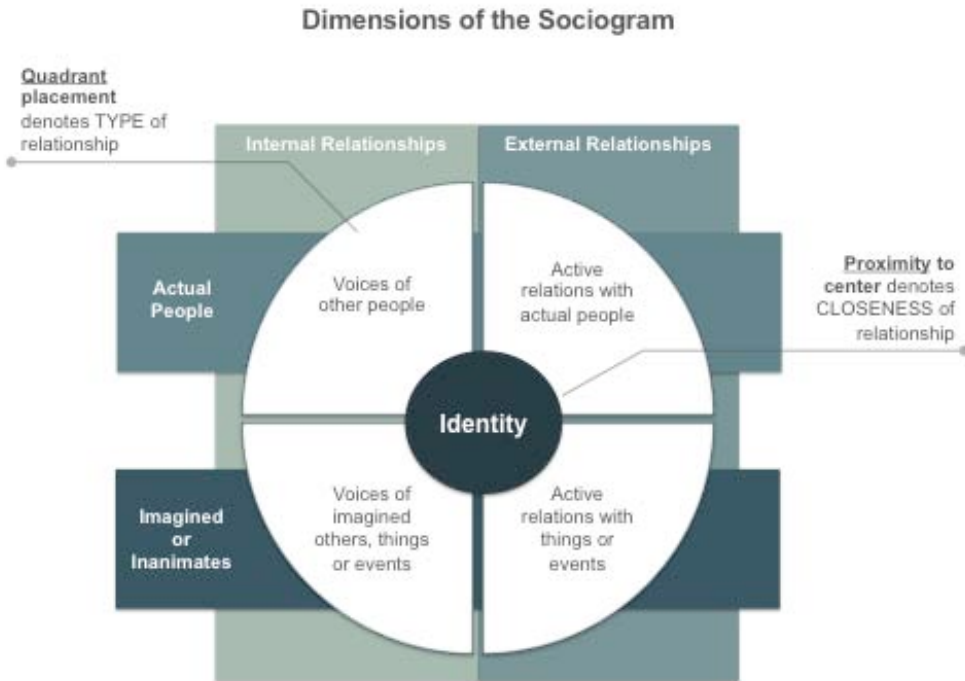 Dimensions of the Sociogram
Quadrant
placement
denotes TYPE of
relationship
Internal Relationships
External Relationships
Actual
People
Voices of
other people
Active
relations with
actual people
Proximity to
center denotes
CLOSENESS of
relationship
Identity
Imagined
or
Inanimates
Voices of
imagined
others, things
or events
Active
relations with
things or
events